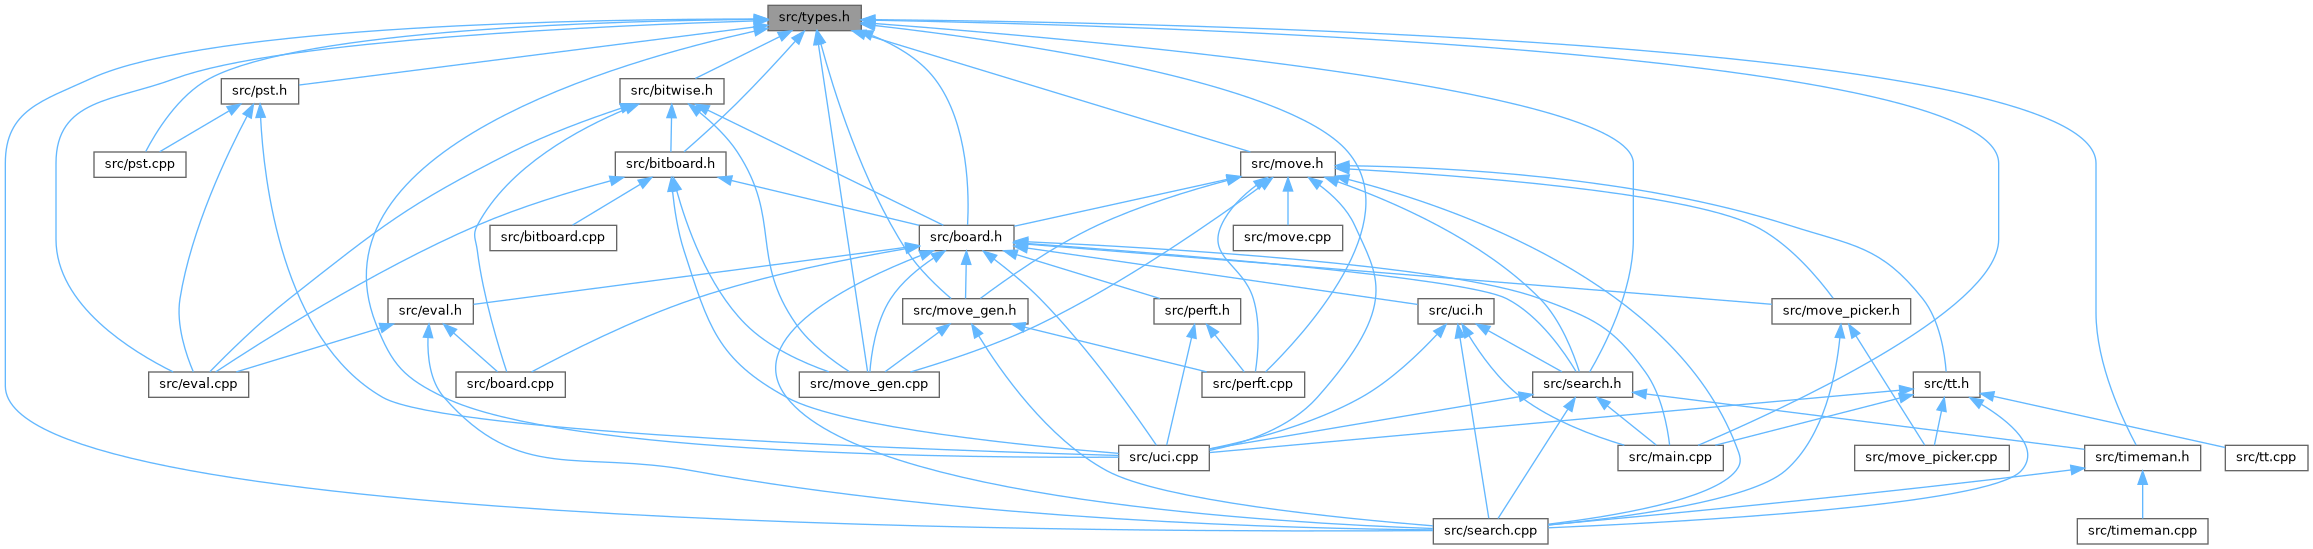 src/types.h
src/pst.h
src/bitwise.h
src/pst.cpp
src/bitboard.h
src/move.h
src/bitboard.cpp
src/board.h
src/move.cpp
src/eval.h
src/move_gen.h
src/perft.h
src/uci.h
src/move_picker.h
src/eval.cpp
src/board.cpp
src/move_gen.cpp
src/perft.cpp
src/search.h
src/tt.h
src/uci.cpp
src/main.cpp
src/move_picker.cpp
src/timeman.h
src/tt.cpp
src/search.cpp
src/timeman.cpp